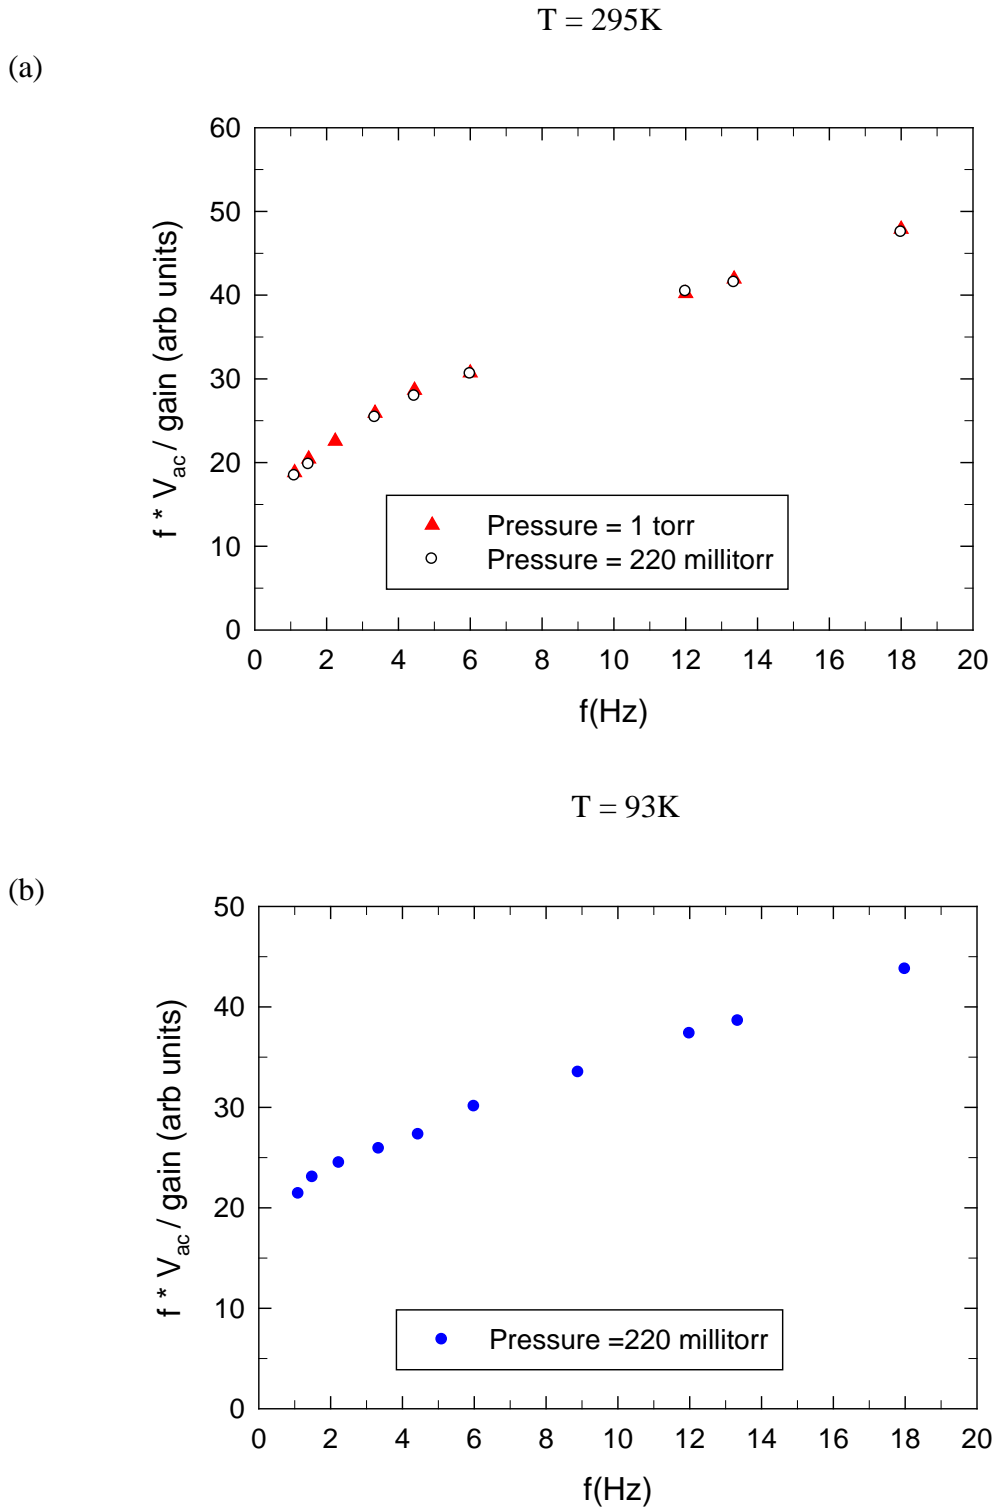 T = 295K
(a)
60
50
40
30
20
10
0
f * Vac / gain (arb units)
Pressure = 1 torr
Pressure = 220 millitorr
0 2 4 6 8 10 12 14 16 18 20
f(Hz)
T = 93K
(b)
50
40
30
20
10
0
f * Vac / gain (arb units)
Pressure =220 millitorr
0 2 4 6 8 10 12 14 16 18 20
f(Hz)